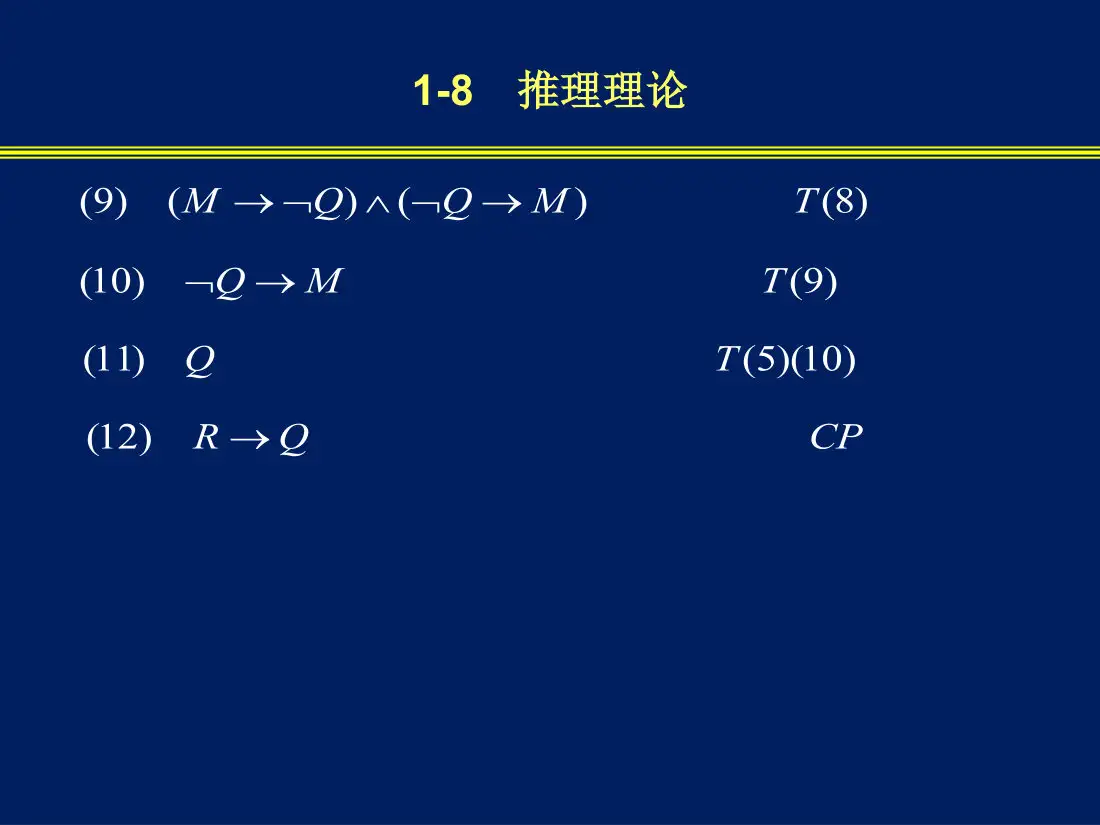 1-8 推理理论
(9) (M → ¬Q) ∧ (¬Q → M) T(8)
(10) ¬Q → M T(9)
(11) Q T(5)(10)
(12) R → Q CP